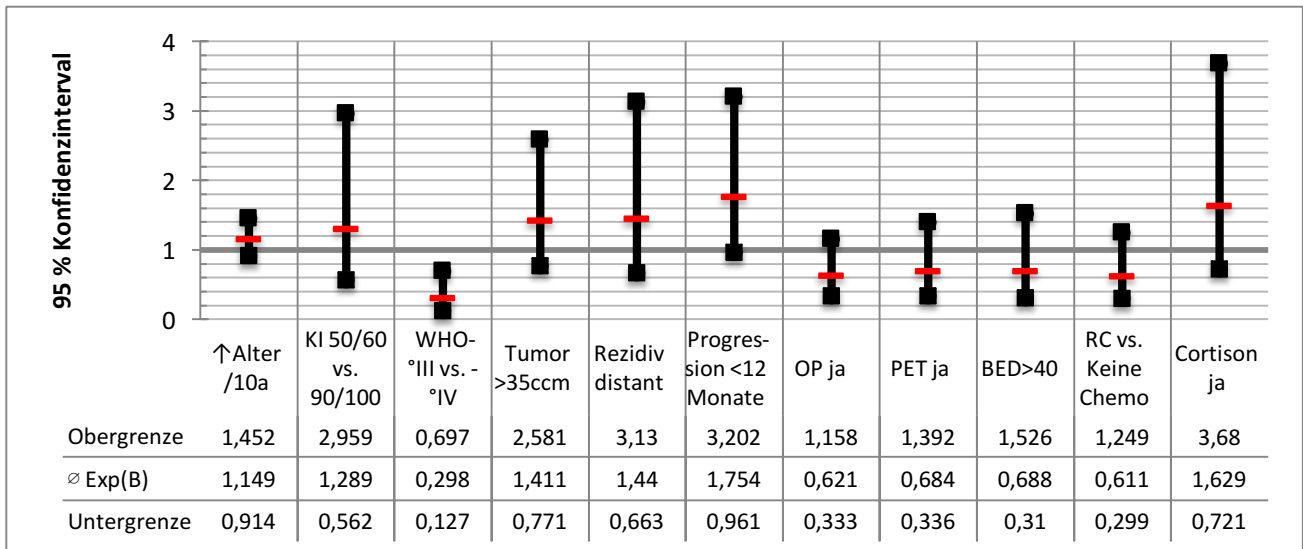 95 % Konfidenzinterval
4
3
2
1
0
↑Alter /10a
KI 50/60 vs. 90/100
WHO- °III vs. - °IV
Tumor >35ccm
Rezidiv distant
Progres- sion <12 Monate
OP ja
PET ja
BED>40
RC vs. Keine Chemo
Cortison ja
Obergrenze 1,452 2,959 0,697 2,581 3,13 3,202 1,158 1,392 1,526 1,249 3,68
∅ Exp(B) 1,149 1,289 0,298 1,411 1,44 1,754 0,621 0,684 0,688 0,611 1,629
Untergrenze 0,914 0,562 0,127 0,771 0,663 0,961 0,333 0,336 0,31 0,299 0,721